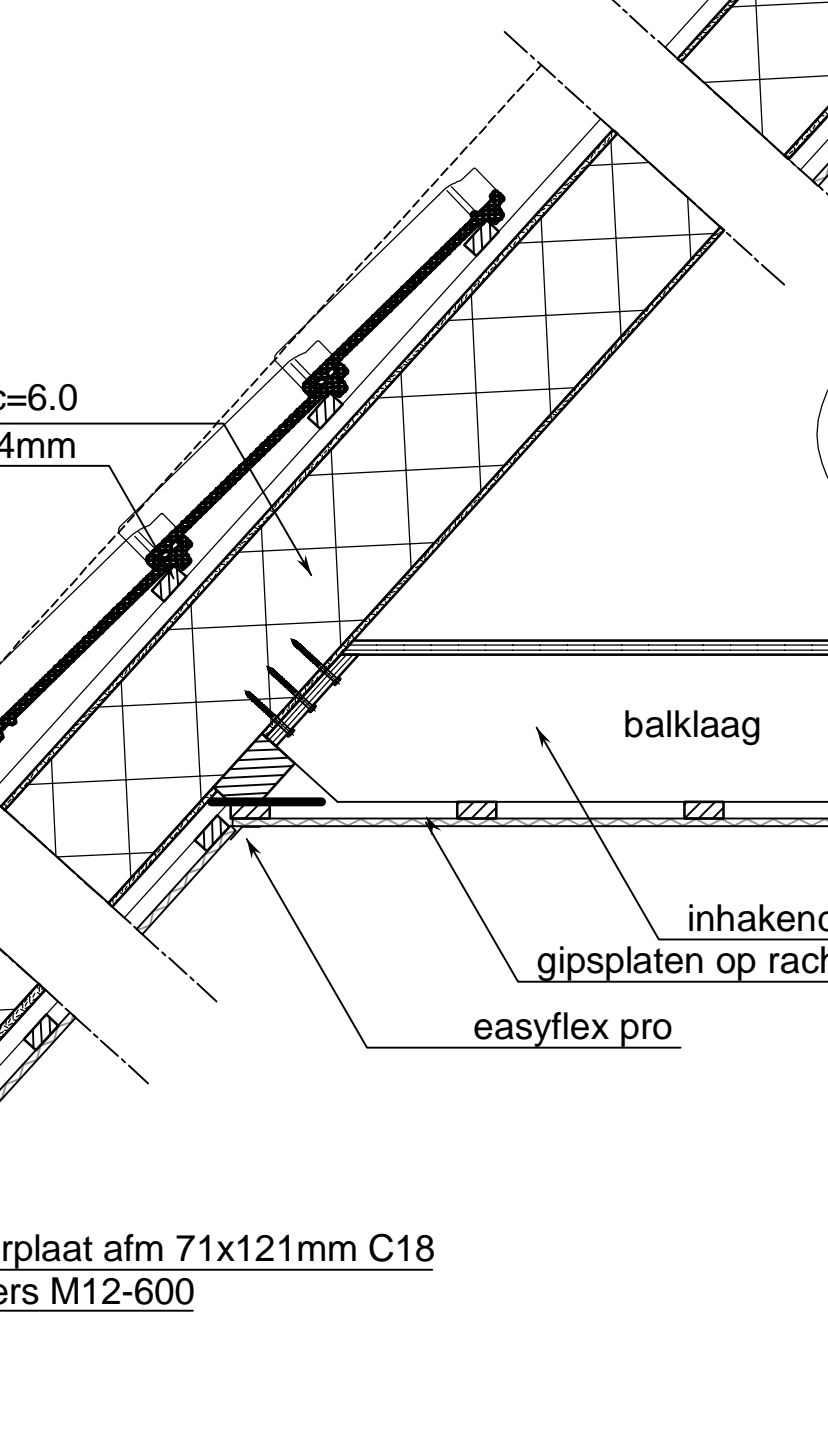 c=6.0
4mm
balklaag
inhakend
gipsplaten op rach
easyflex pro
rplaat afm 71x121mm C18
ers M12-600